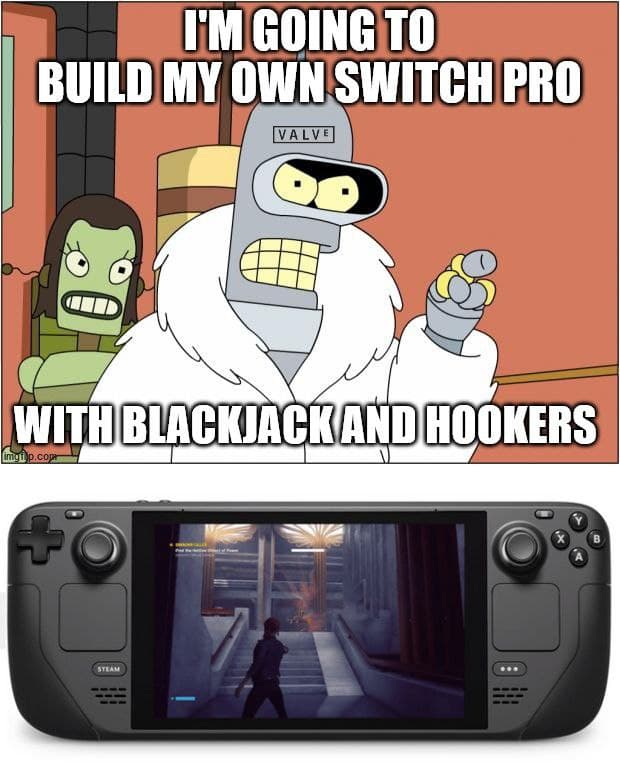 I'M GOING TO
BUILD MY OWN SWITCH PRO
VALVE
WITH BLACKJACK AND HOOKERS
imgflip.com
Y
X
B
A
STEAM